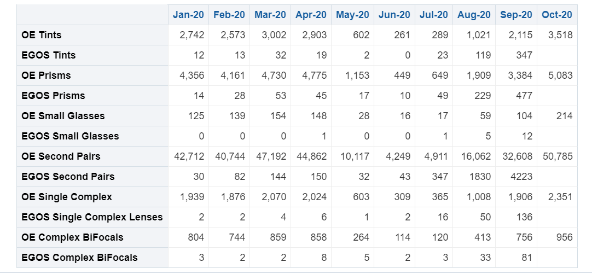 Jan-20 Feb-20 Mar-20 Apr-20 May-20 Jun-20 Jul-20 Aug-20 Sep-20 Oct-20
OE Tints 2,742 2,573 3,002 2,903 602 261 289 1,021 2,115 3,518
EGOS Tints 12 13 32 19 2 0 23 119 347
OE Prisms 4,356 4,161 4,730 4,775 1,153 449 649 1,909 3,384 5,083
EGOS Prisms 14 28 53 45 17 10 49 229 477
OE Small Glasses 125 139 154 148 28 16 17 59 104 214
EGOS Small Glasses 0 0 0 1 0 0 1 5 12
OE Second Pairs 42,712 40,744 47,192 44,862 10,117 4,249 4,911 16,062 32,608 50,785
EGOS Second Pairs 30 82 144 150 32 43 347 1830 4223
OE Single Complex 1,939 1,876 2,070 2,024 603 309 365 1,008 1,906 2,351
EGOS Single Complex Lenses 2 2 4 6 1 2 16 50 136
OE Complex BiFocals 804 744 859 858 264 114 120 413 756 956
EGOS Complex BiFocals 3 2 2 8 5 2 3 33 81